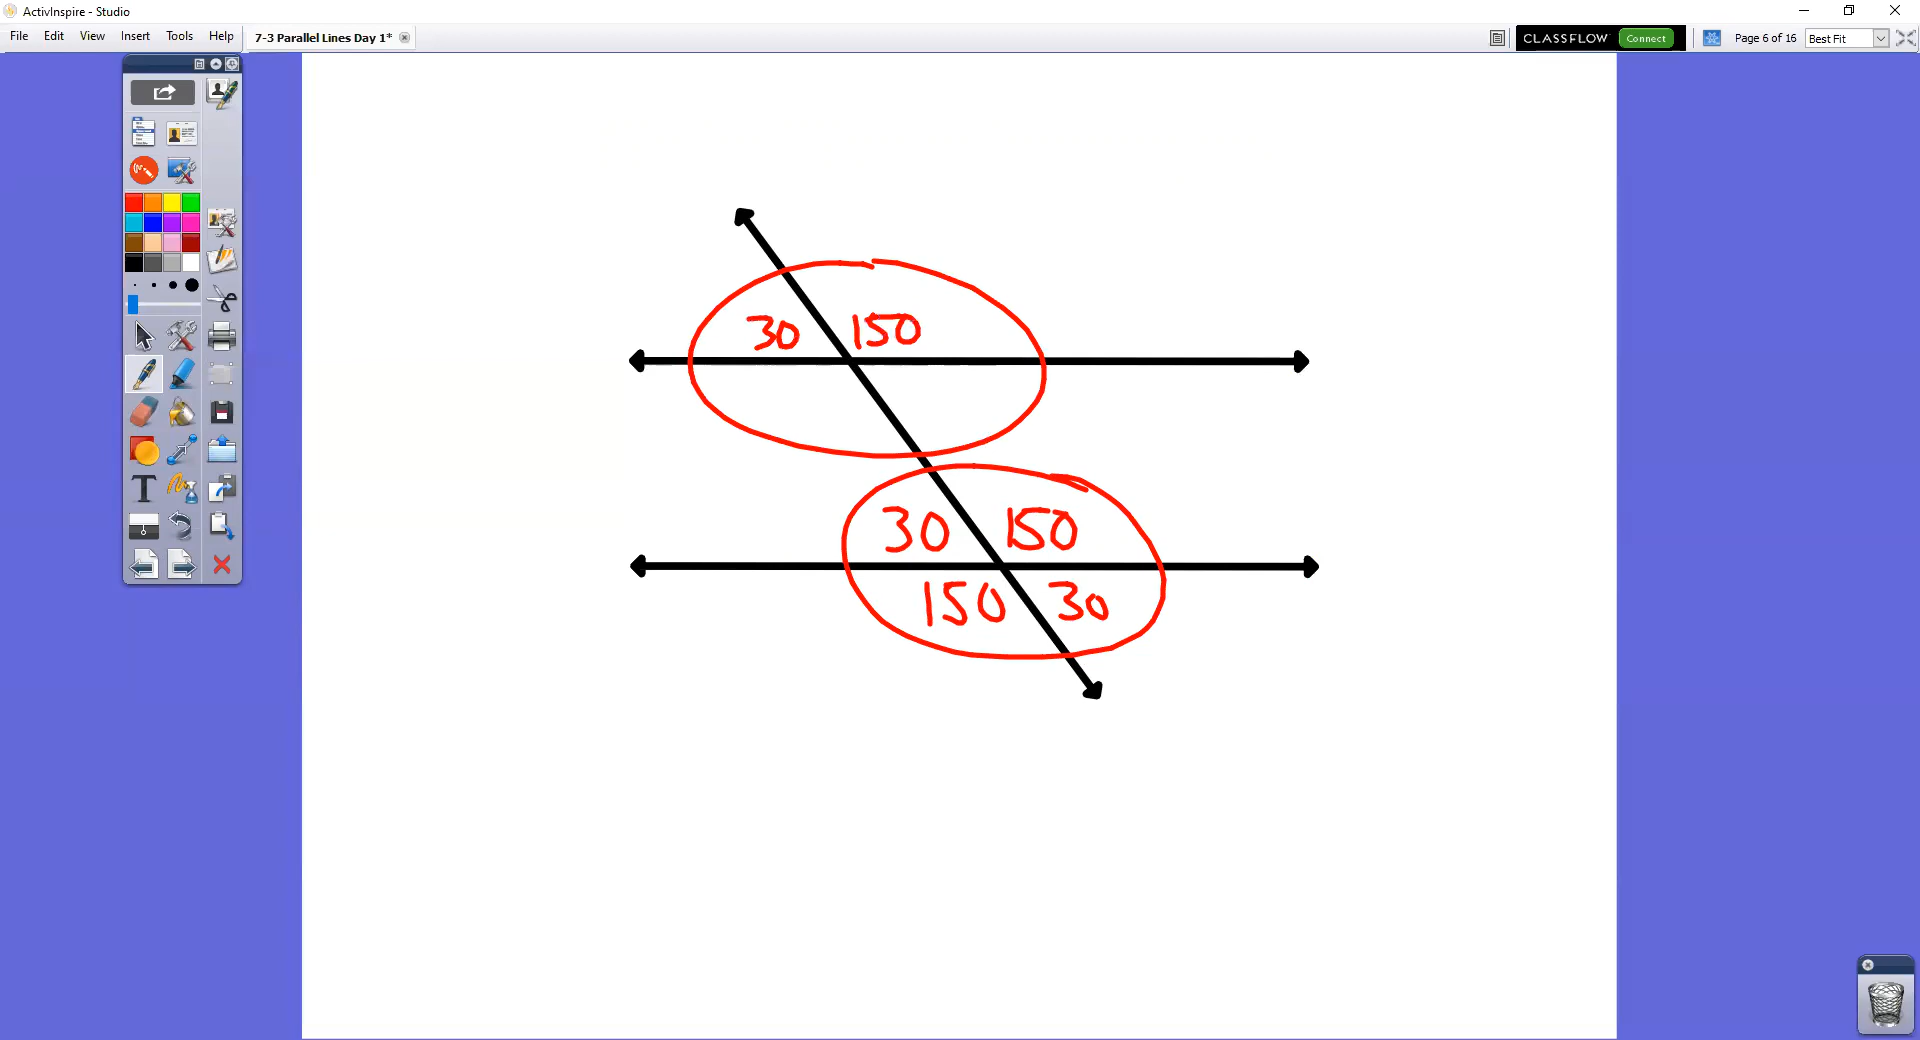 ActivInspire - Studio
File Edit View Insert Tools Help 7-3 Parallel Lines Day 1* CLASSFLOW Connect Page 6 of 16 Best Fit
30 150
30 150
150 30
T